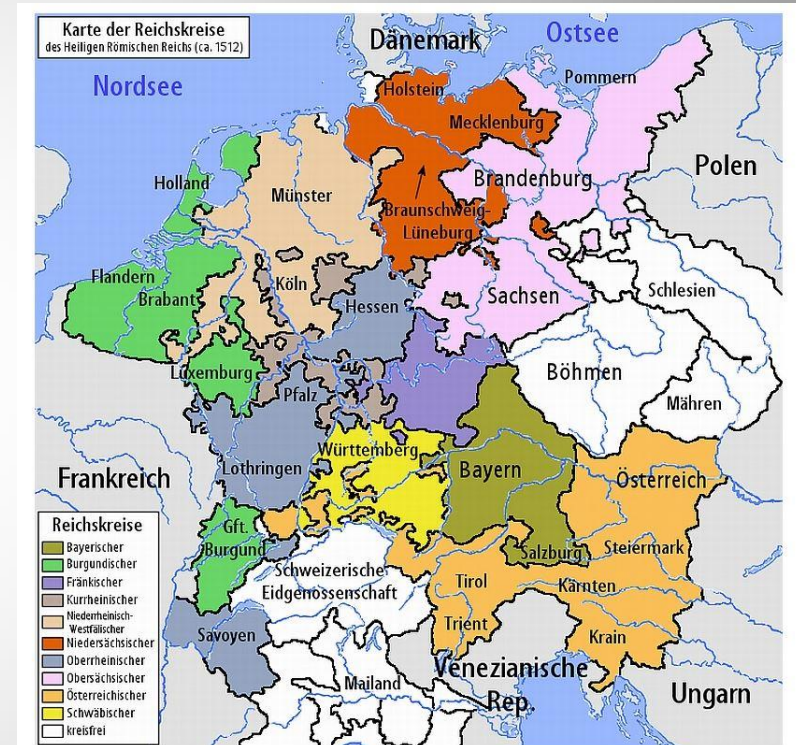 Karte der Reichskreise
des Heiligen Römischen Reichs (ca. 1512)
Nordsee
Dänemark
Ostsee
Holstein
Pommern
Mecklenburg
Polen
Holland
Münster
Brandenburg
Braunschweig-
Lüneburg
Flandern
Brabant
Köln
Hessen
Sachsen
Schlesien
Luxemburg
Pfalz
Böhmen
Mähren
Württemberg
Lothringen
Bayern
Österreich
Frankreich
Gft.
Burgund
Salzburg
Steiermark
Schweizerische
Eidgenossenschaft
Tirol
Kärnten
Trient
Krain
Savoyen
Mailand
Venezianische
Rep.
Ungarn
Reichskreise
Bayerischer
Burgundischer
Fränkischer
Kurrheinischer
Niederrheinisch-
Westfälischer
Niedersächsischer
Oberrheinischer
Obersächsischer
Österreichischer
Schwäbischer
kreisfrei